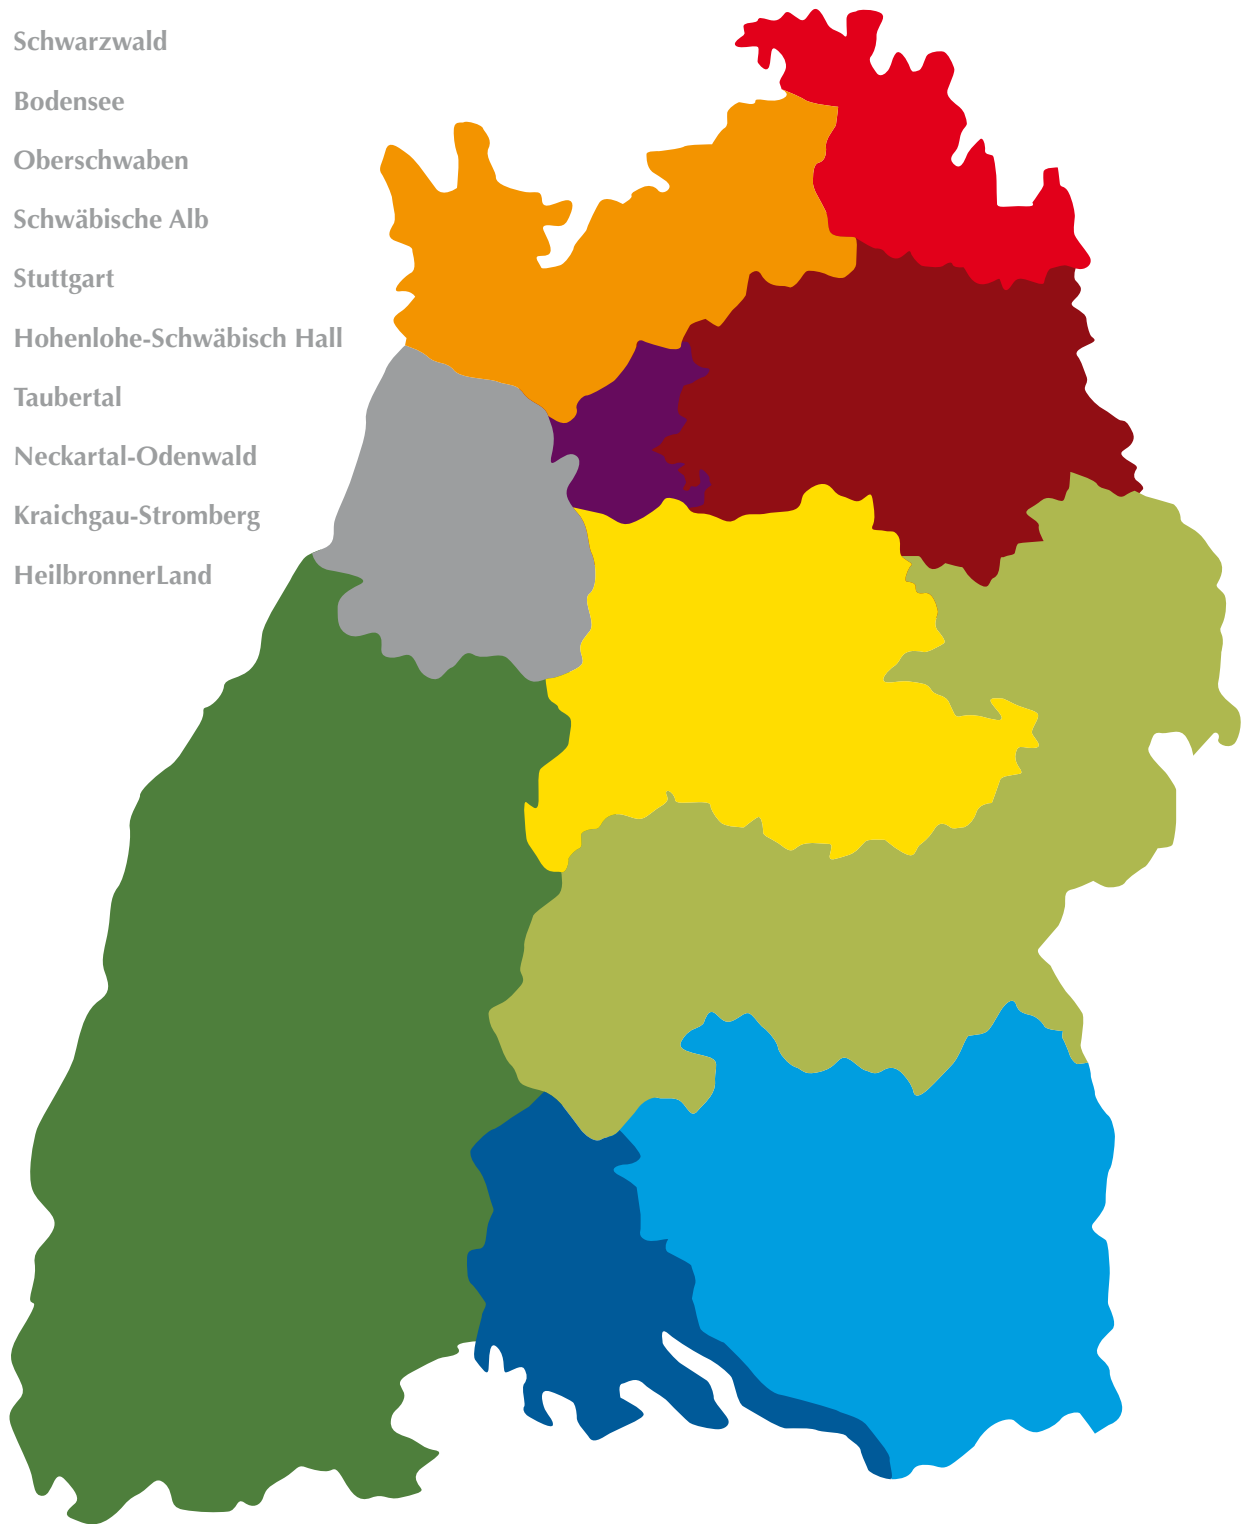 Schwarzwald
Bodensee
Oberschwaben
Schwäbische Alb
Stuttgart
Hohenlohe-Schwäbisch Hall
Taubertal
Neckartal-Odenwald
Kraichgau-Stromberg
HeilbronnerLand